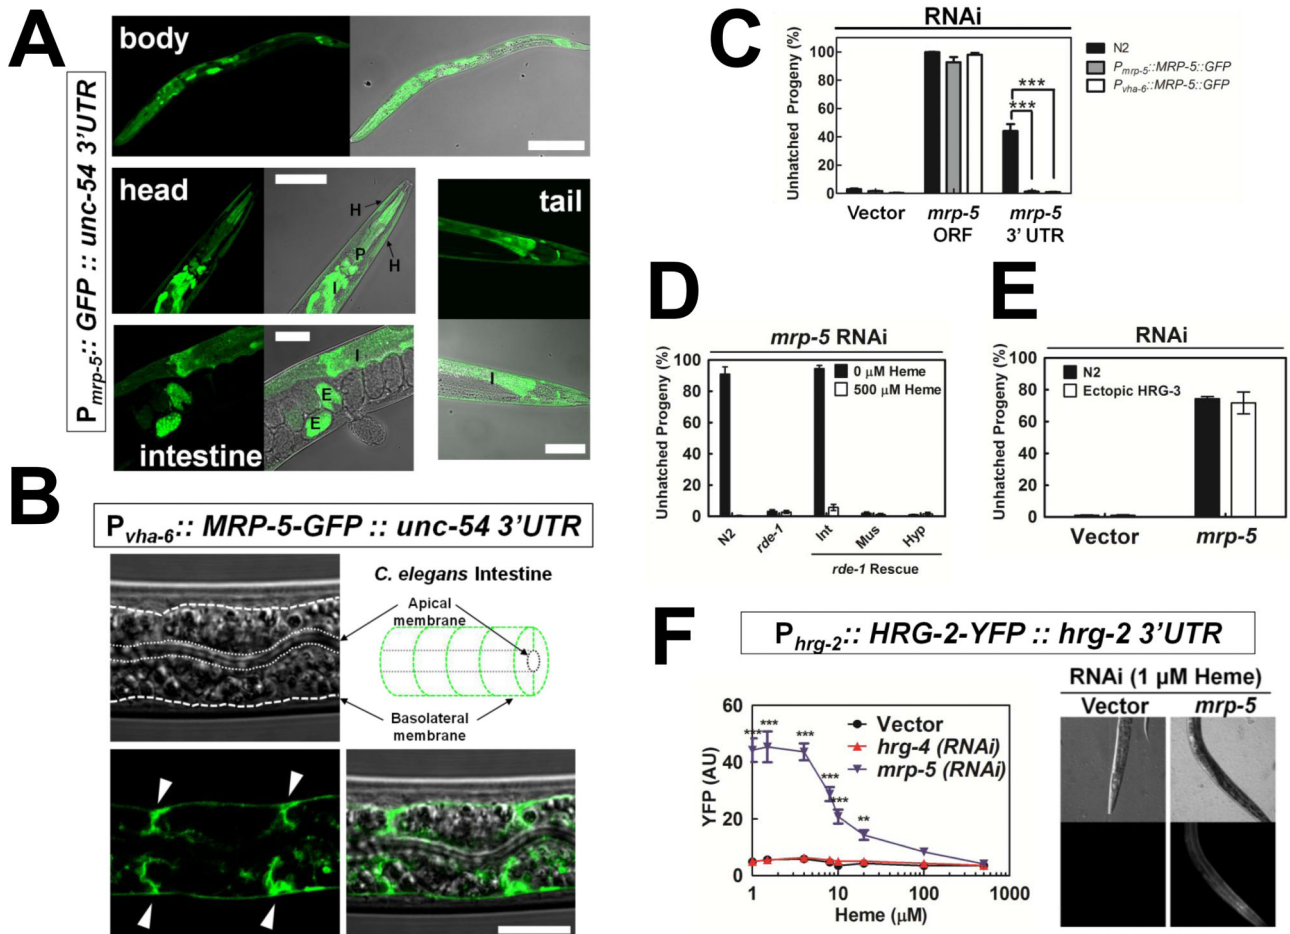 A
P mrp-5:: GFP :: unc-54 3'UTR
body
head
H
P
H
I
tail
I
intestine
I
E
E
B
P vha-6:: MRP-5-GFP :: unc-54 3'UTR
C. elegans Intestine
Apical
membrane
Basolateral
membrane
C
RNAi
Unhatched Progeny (%)
100
80
60
40
20
0
***
***
Vector
mrp-5
ORF
mrp-5
3' UTR
N2
P mrp-5::MRP-5::GFP
P vha-6::MRP-5::GFP
D
mrp-5 RNAi
Unhatched Progeny (%)
100
80
60
40
20
0
0 µM Heme
500 µM Heme
N2
rde-1
Int
Mus
Hyp
rde-1 Rescue
E
RNAi
Unhatched Progeny (%)
100
80
60
40
20
0
N2
Ectopic HRG-3
Vector
mrp-5
F
P hrg-2:: HRG-2-YFP :: hrg-2 3'UTR
YFP (AU)
60
40
20
0
***
***
***
***
***
**
Vector
hrg-4 (RNAi)
mrp-5 (RNAi)
1
10
100
1000
Heme (µM)
RNAi (1 µM Heme)
Vector
mrp-5